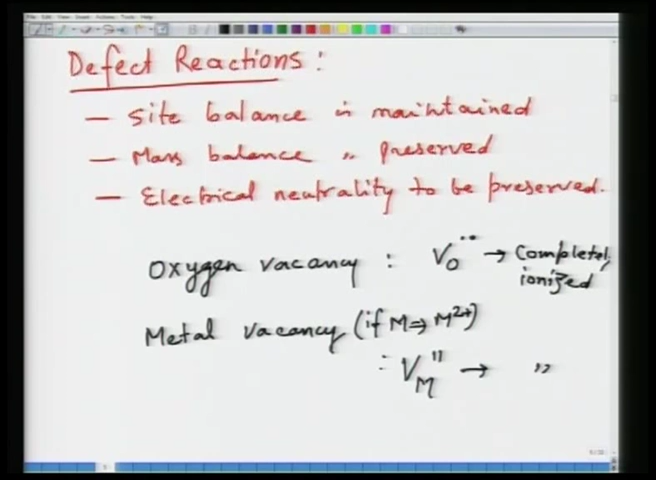 Defect Reactions :
— Site balance is maintained
— Mass balance " preserved
— Electrical neutrality to be preserved.
Oxygen vacancy : V_O^•• → Completely
ionized
Metal vacancy (if M ⇒ M²⁺)
: V_M'' → "